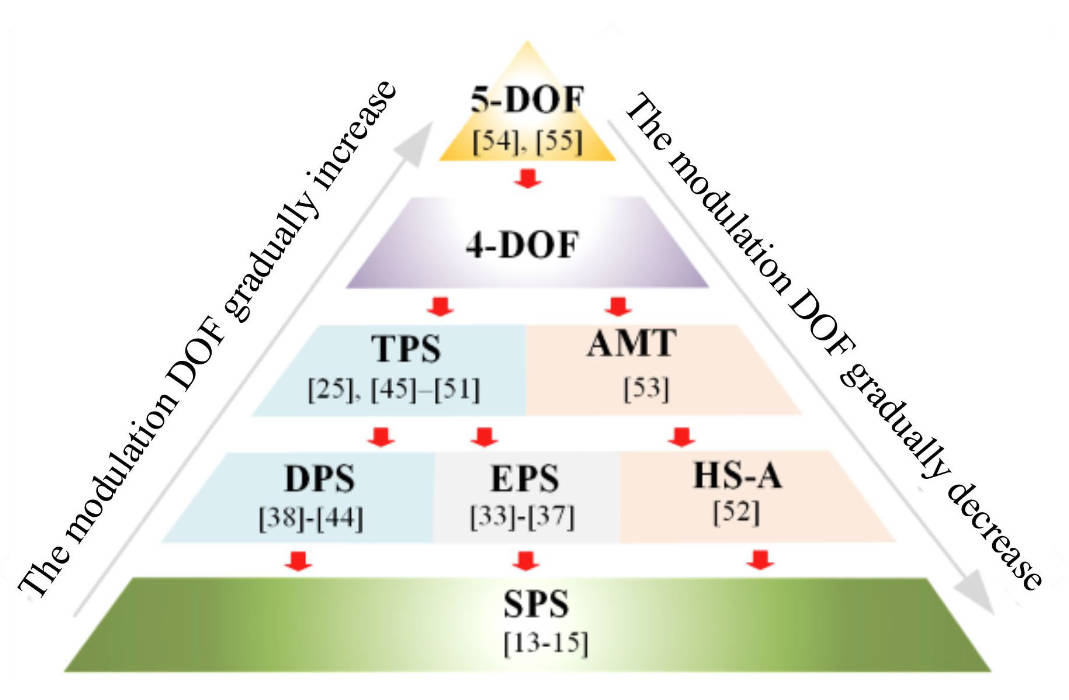 5-DOF
[54], [55]
The modulation DOF gradually increase
The modulation DOF gradually decrease
4-DOF
TPS
[25], [45]–[51]
AMT
[53]
DPS
[38]-[44]
EPS
[33]-[37]
HS-A
[52]
SPS
[13-15]